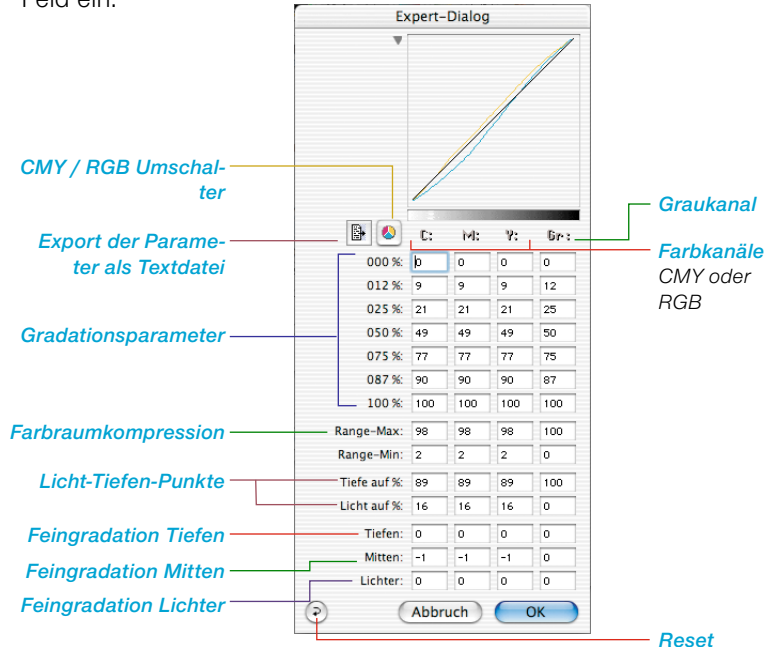 Feld ein.
Expert-Dialog
CMY / RGB Umschal-
ter
Export der Parame-
ter als Textdatei
Graukanal
Farbkanäle
CMY oder
RGB
C: M: Y: Gr:
Gradationsparameter
000 %: 0 0 0 0
012 %: 9 9 9 12
025 %: 21 21 21 25
050 %: 49 49 49 50
075 %: 77 77 77 75
087 %: 90 90 90 87
100 %: 100 100 100 100
Farbraumkompression
Range-Max: 98 98 98 100
Range-Min: 2 2 2 0
Licht-Tiefen-Punkte
Tiefe auf %: 89 89 89 100
Licht auf %: 16 16 16 0
Feingradation Tiefen
Tiefen: 0 0 0 0
Feingradation Mitten
Mitten: -1 -1 -1 0
Feingradation Lichter
Lichter: 0 0 0 0
Abbruch OK
Reset